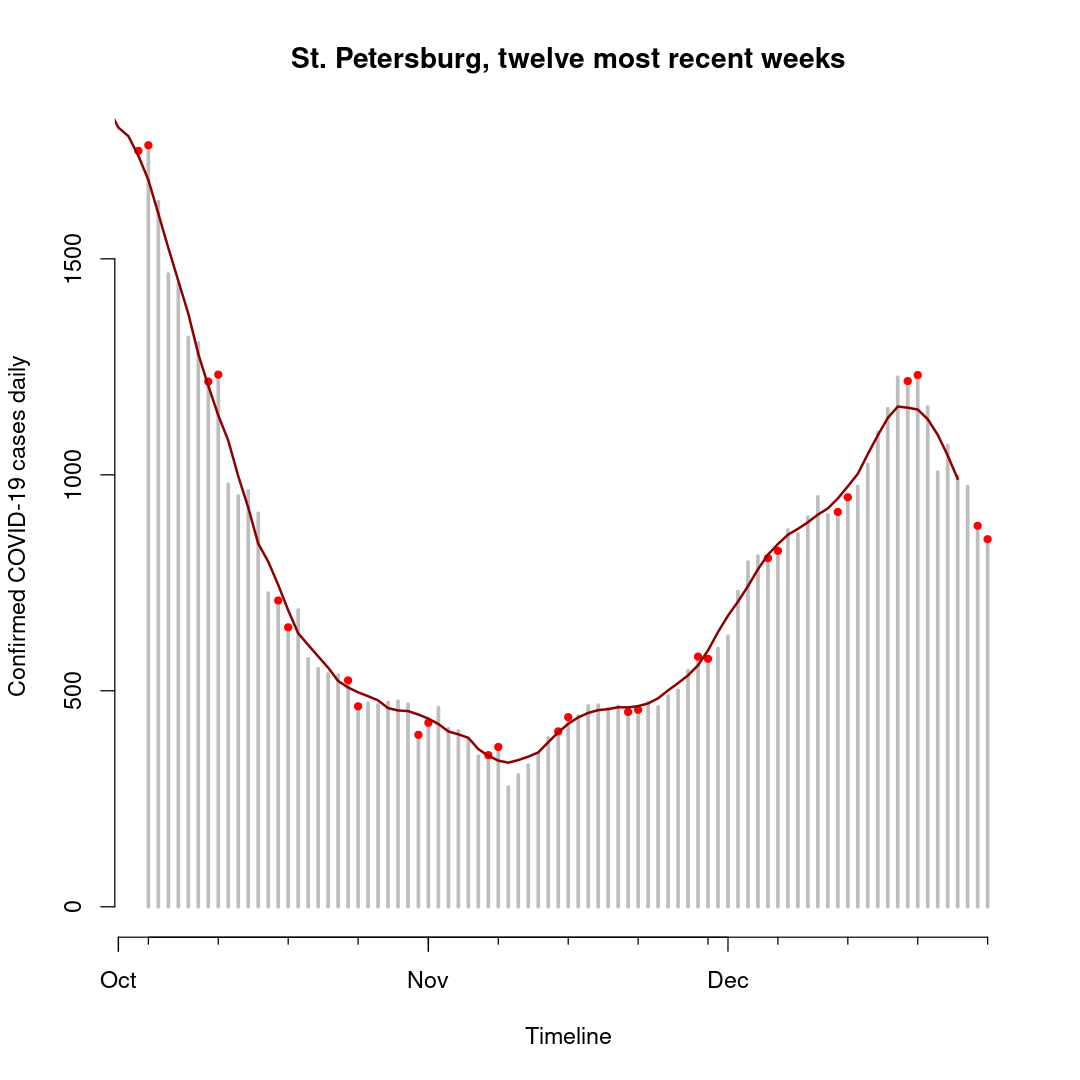 St. Petersburg, twelve most recent weeks
Confirmed COVID-19 cases daily
1500
1000
500
0
Oct Nov Dec
Timeline